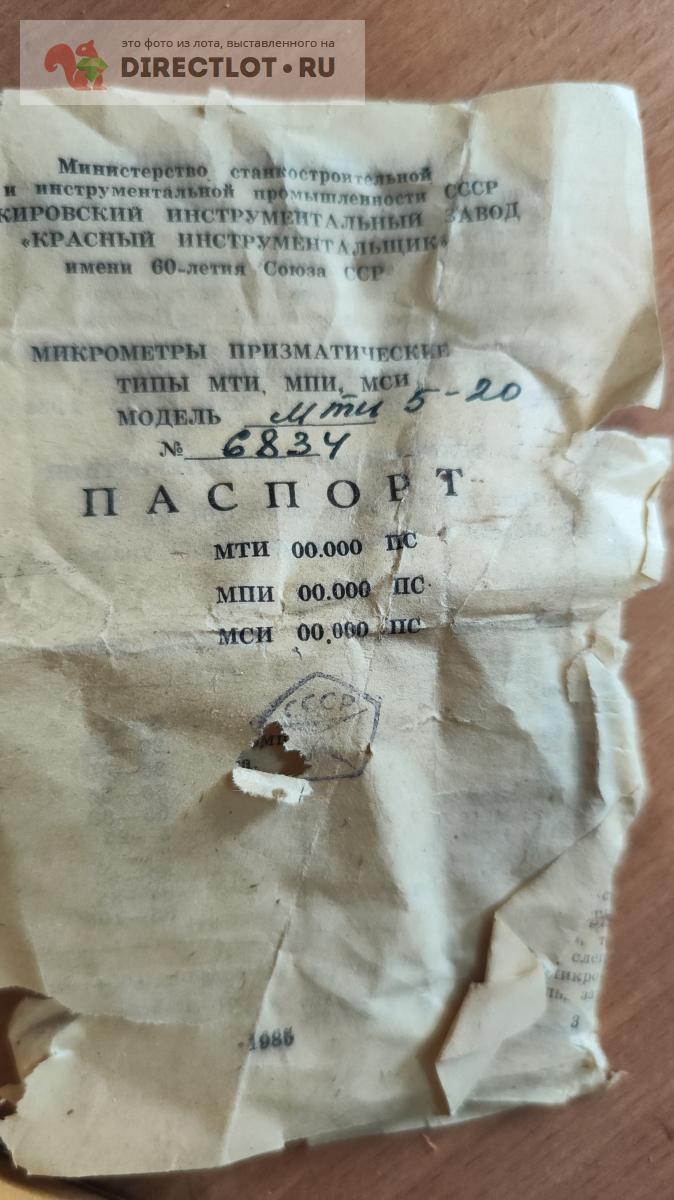 это фото из лота, выставленного на
DIRECTLOT•RU
Министерство станкостроительной
и инструментальной промышленности СССР
КИРОВСКИЙ ИНСТРУМЕНТАЛЬНЫЙ ЗАВОД
«КРАСНЫЙ ИНСТРУМЕНТАЛЬЩИК»
имени 60-летия Союза ССР
МИКРОМЕТРЫ ПРИЗМАТИЧЕСКИЕ
ТИПЫ МТИ, МПИ, МСИ
МОДЕЛЬ МТИ 5-20
№ 6834
ПАСПОРТ
МТИ 00.000 ПС
МПИ 00.000 ПС
МСИ 00.000 ПС
СССР
3